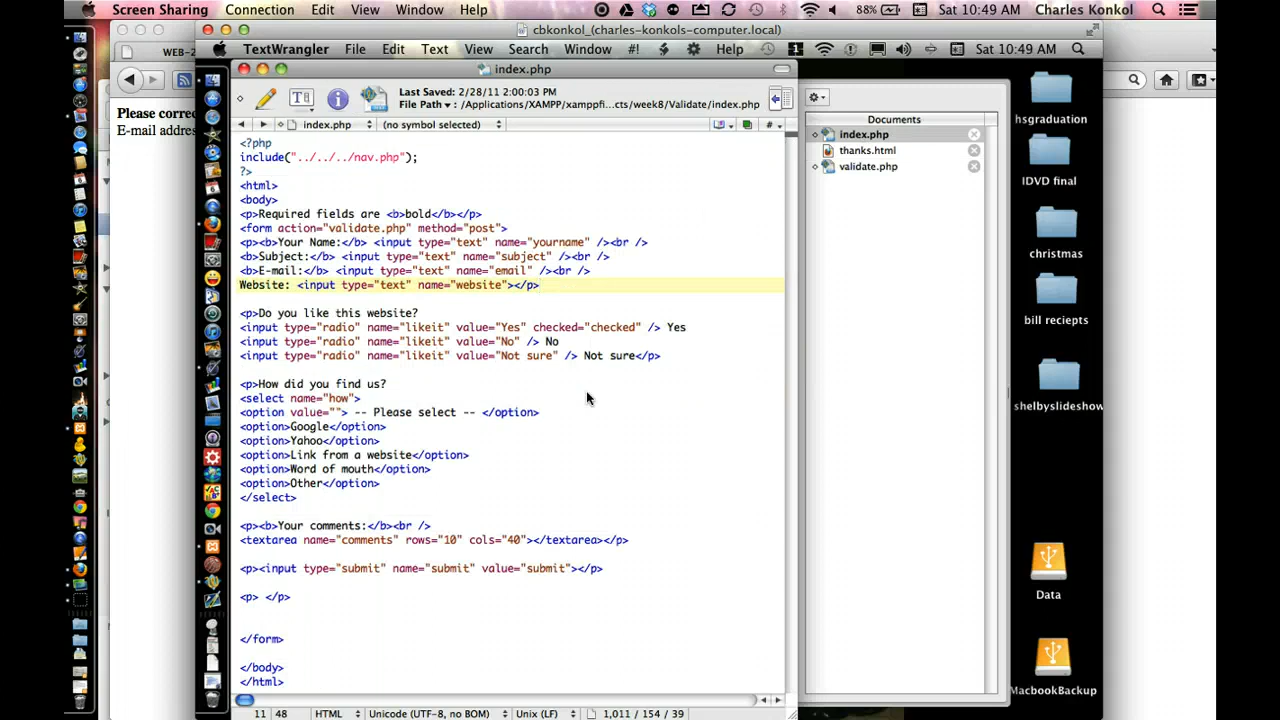 Screen Sharing Connection Edit View Window Help 88% Sat 10:49 AM Charles Konkol
cbkonkol_(charles-konkols-computer.local)
WEB-2
TextWrangler File Edit Text View Search Window #! Help 1 Sat 10:49 AM
index.php
Last Saved: 2/28/11 2:00:03 PM
File Path : /Applications/XAMPP/xamppfi...cts/week8/Validate/index.php
index.php (no symbol selected) #
Please correc
E-mail addres
<?php
include("../../../nav.php");
?>
<html>
<body>
<p>Required fields are <b>bold</b></p>
<form action="validate.php" method="post">
<p><b>Your Name:</b> <input type="text" name="yourname" /><br />
<b>Subject:</b> <input type="text" name="subject" /><br />
<b>E-mail:</b> <input type="text" name="email" /><br />
Website: <input type="text" name="website"></p>
<p>Do you like this website?
<input type="radio" name="likeit" value="Yes" checked="checked" /> Yes
<input type="radio" name="likeit" value="No" /> No
<input type="radio" name="likeit" value="Not sure" /> Not sure</p>
<p>How did you find us?
<select name="how">
<option value=""> -- Please select -- </option>
<option>Google</option>
<option>Yahoo</option>
<option>Link from a website</option>
<option>Word of mouth</option>
<option>Other</option>
</select>
<p><b>Your comments:</b><br />
<textarea name="comments" rows="10" cols="40"></textarea></p>
<p><input type="submit" name="submit" value="submit"></p>
<p> </p>
</form>
</body>
</html>
11 48 HTML Unicode (UTF-8, no BOM) Unix (LF) 1,011 / 154 / 39
Documents
index.php
thanks.html
validate.php
hsgraduation
IDVD final
christmas
bill reciepts
shelbyslideshow
Data
MacbookBackup